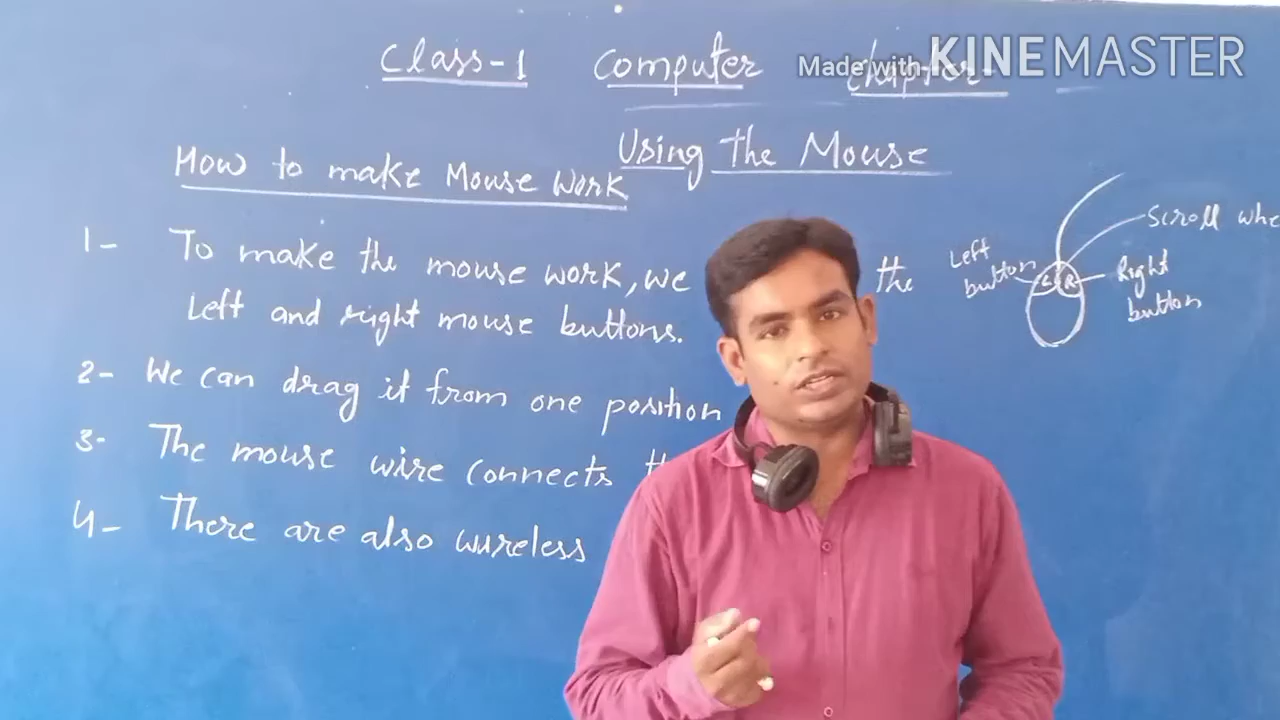 Class-1 Computer Chapter-
Made with KINEMASTER
Using the Mouse
How to make Mouse Work
1- To make the mouse work, we the
Left and right mouse buttons.
2- We can drag it from one position
3- The mouse wire connects
4- There are also wireless
Scroll whe
Left
button
L R
Right
button